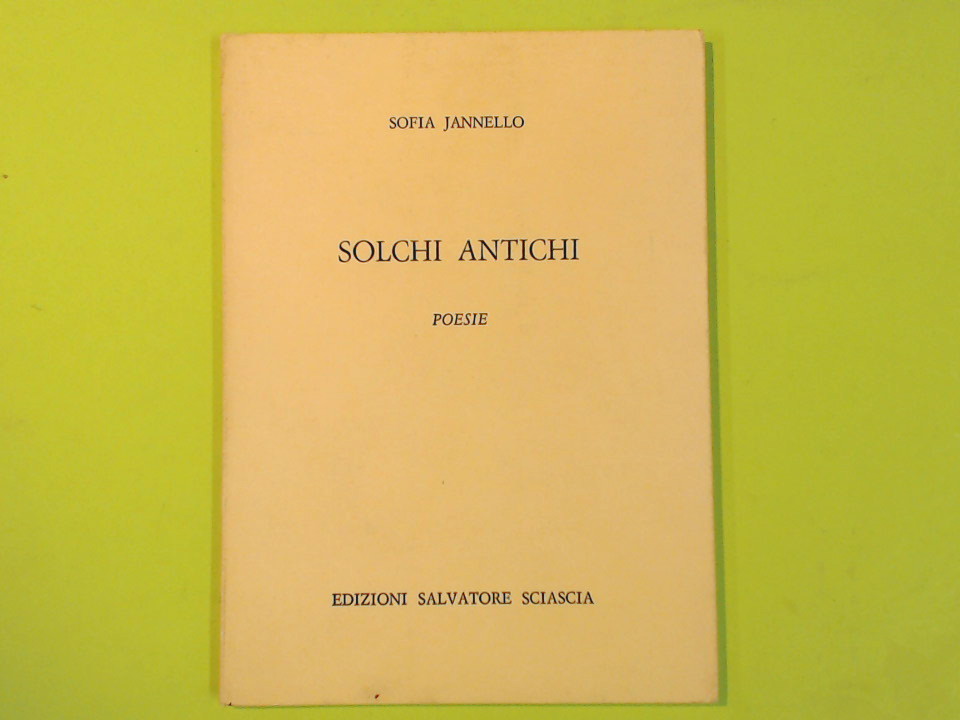 SOFIA JANNELLO
SOLCHI ANTICHI
POESIE
EDIZIONI SALVATORE SCIASCIA